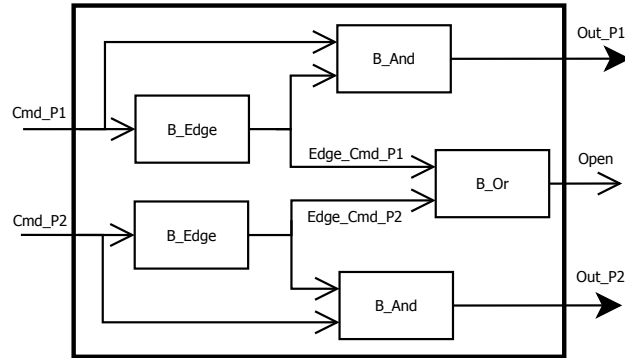 Out_P1
B_And
Cmd_P1
B_Edge
Edge_Cmd_P1
Open
B_Or
Cmd_P2
B_Edge
Edge_Cmd_P2
Out_P2
B_And